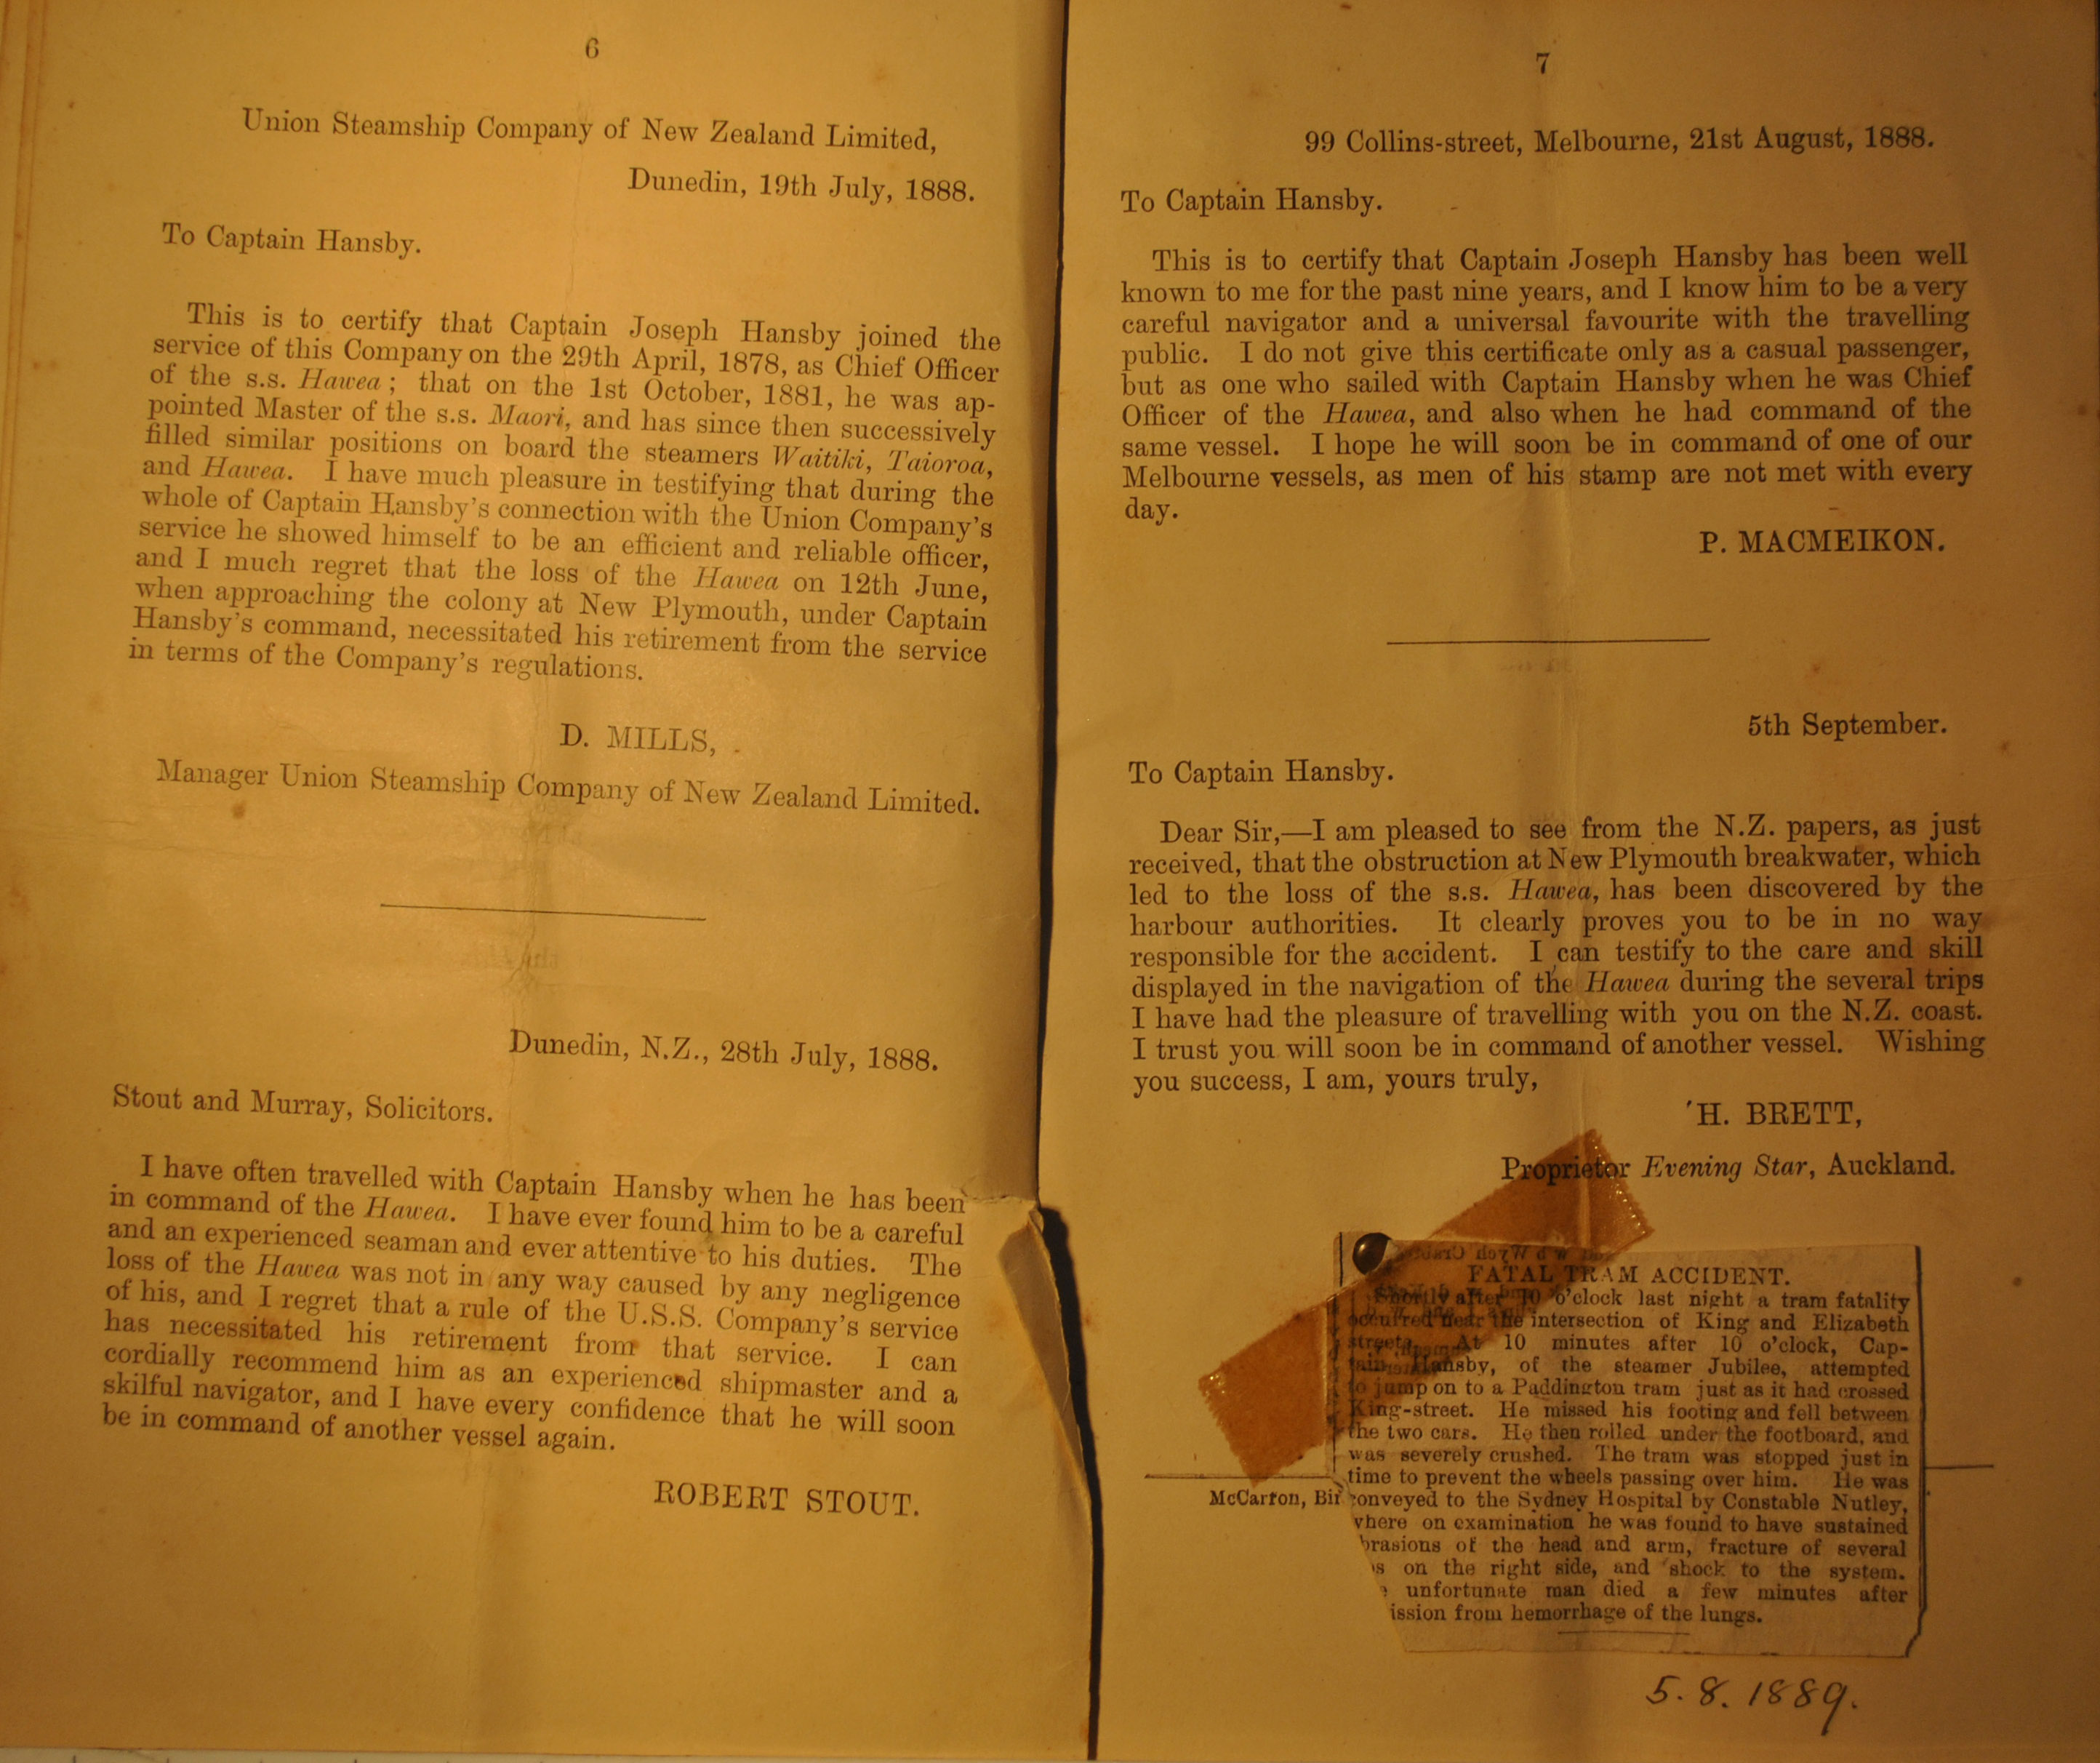 6
Union Steamship Company of New Zealand Limited,
Dunedin, 19th July, 1888.
To Captain Hansby.
This is to certify that Captain Joseph Hansby joined the
service of this Company on the 29th April, 1878, as Chief Officer
of the s.s. Hawea; that on the 1st October, 1881, he was ap-
pointed Master of the s.s. Maori, and has since then successively
filled similar positions on board the steamers Waitiki, Taioroa,
and Hawea. I have much pleasure in testifying that during the
whole of Captain Hansby's connection with the Union Company's
service he showed himself to be an efficient and reliable officer,
and I much regret that the loss of the Hawea on 12th June,
when approaching the colony at New Plymouth, under Captain
Hansby's command, necessitated his retirement from the service
in terms of the Company's regulations.
D. MILLS,
Manager Union Steamship Company of New Zealand Limited.
Dunedin, N.Z., 28th July, 1888.
Stout and Murray, Solicitors.
I have often travelled with Captain Hansby when he has been
in command of the Hawea. I have ever found him to be a careful
and an experienced seaman and ever attentive to his duties. The
loss of the Hawea was not in any way caused by any negligence
of his, and I regret that a rule of the U.S.S. Company's service
has necessitated his retirement from that service. I can
cordially recommend him as an experienced shipmaster and a
skilful navigator, and I have every confidence that he will soon
be in command of another vessel again.
ROBERT STOUT.
7
99 Collins-street, Melbourne, 21st August, 1888.
To Captain Hansby.
This is to certify that Captain Joseph Hansby has been well
known to me for the past nine years, and I know him to be a very
careful navigator and a universal favourite with the travelling
public. I do not give this certificate only as a casual passenger,
but as one who sailed with Captain Hansby when he was Chief
Officer of the Hawea, and also when he had command of the
same vessel. I hope he will soon be in command of one of our
Melbourne vessels, as men of his stamp are not met with every
day.
P. MACMEIKON.
5th September.
To Captain Hansby.
Dear Sir,—I am pleased to see from the N.Z. papers, as just
received, that the obstruction at New Plymouth breakwater, which
led to the loss of the s.s. Hawea, has been discovered by the
harbour authorities. It clearly proves you to be in no way
responsible for the accident. I can testify to the care and skill
displayed in the navigation of the Hawea during the several trips
I have had the pleasure of travelling with you on the N.Z. coast.
I trust you will soon be in command of another vessel. Wishing
you success, I am, yours truly,
H. BRETT,
Proprietor Evening Star, Auckland.
FATAL TRAM ACCIDENT.
Shortly after 10 o'clock last night a tram fatality
occurred near the intersection of King and Elizabeth
streets. At 10 minutes after 10 o'clock, Cap-
tain Hansby, of the steamer Jubilee, attempted
to jump on to a Paddington tram just as it had crossed
King-street. He missed his footing and fell between
the two cars. He then rolled under the footboard, and
was severely crushed. The tram was stopped just in
time to prevent the wheels passing over him. He was
conveyed to the Sydney Hospital by Constable Nutley,
where on examination he was found to have sustained
brasions of the head and arm, fracture of several
s on the right side, and shock to the system.
unfortunate man died a few minutes after
ission from hemorrhage of the lungs.
McCarron, Bir
5.8.1889.